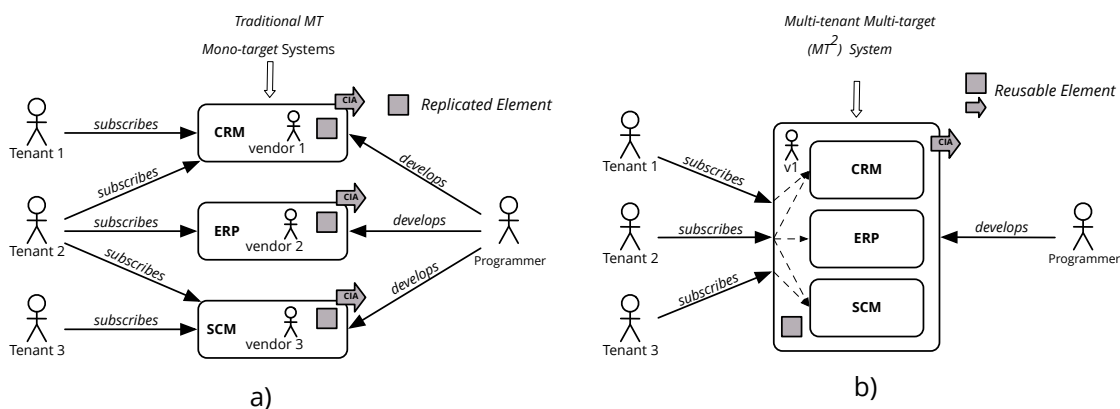 Traditional MT
Mono-target Systems
CIA
Replicated Element
CRM
vendor 1
Tenant 1
subscribes
subscribes
develops
CIA
Tenant 2
subscribes
ERP
vendor 2
develops
Programmer
subscribes
develops
CIA
Tenant 3
subscribes
SCM
vendor 3
a)
Multi-tenant Multi-target
(MT2) System
Reusable Element
CIA
v1
CRM
Tenant 1
subscribes
Tenant 2
subscribes
ERP
develops
Programmer
Tenant 3
subscribes
SCM
b)